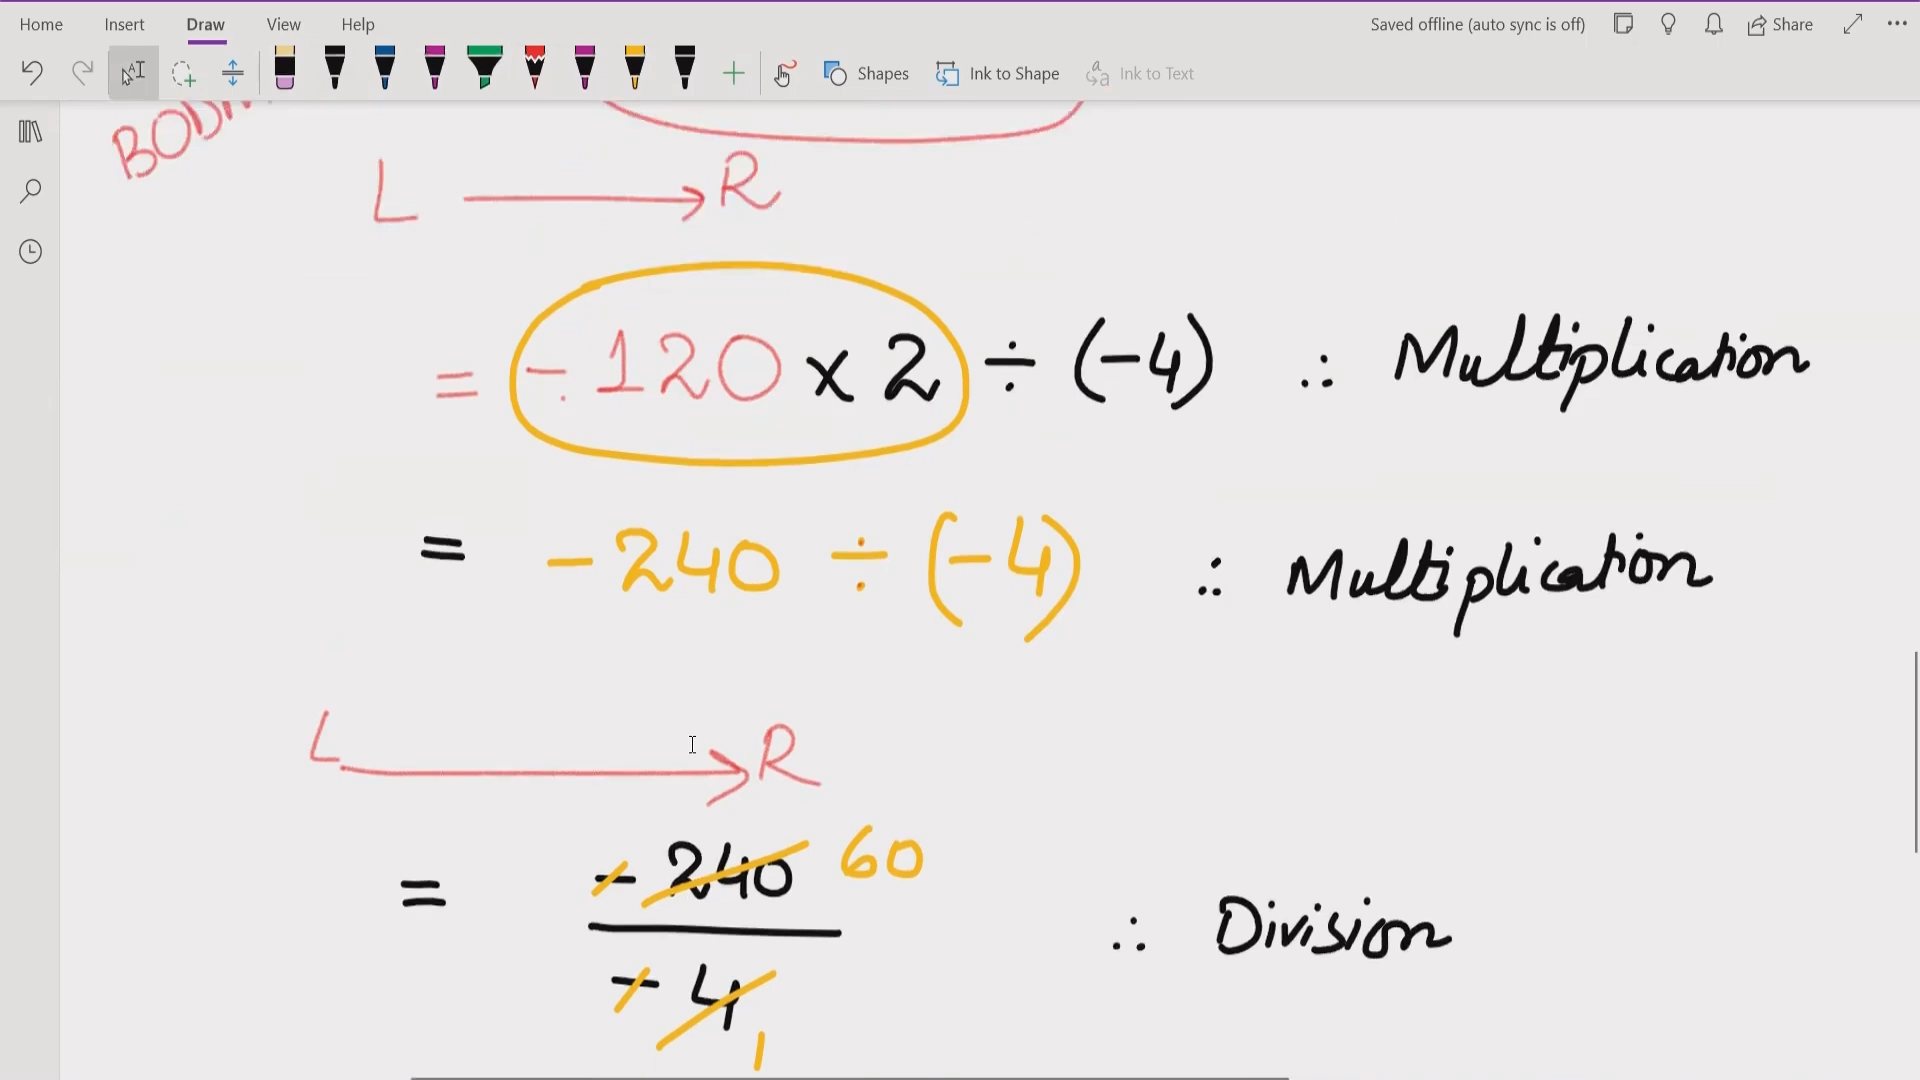 Home Insert Draw View Help Saved offline (auto sync is off) Share
Shapes Ink to Shape Ink to Text
L → R
= -120 × 2 ÷ (-4) ∴ Multiplication
= -240 ÷ (-4) ∴ Multiplication
L → R
= -240 60
-4 1
∴ Division